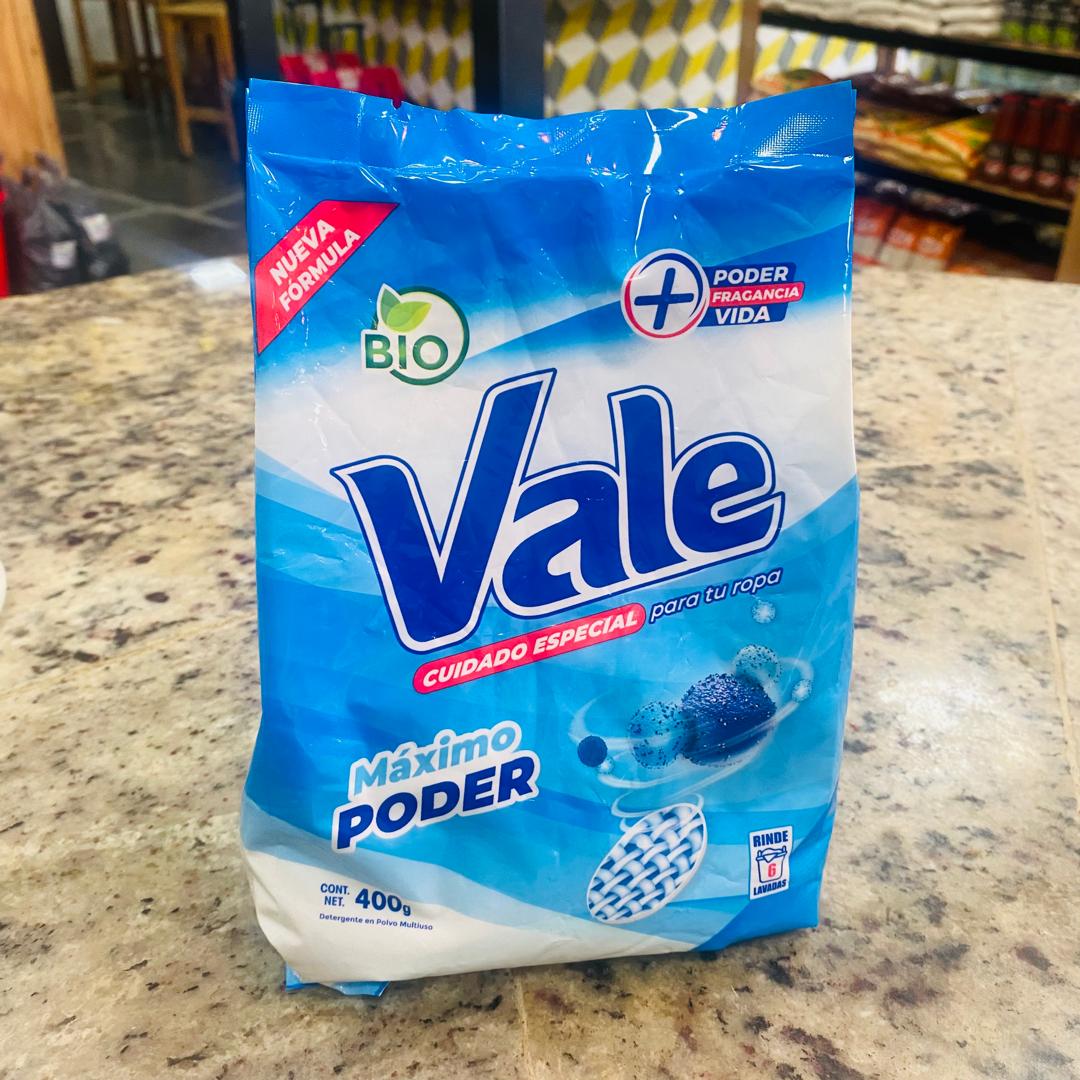 NUEVA
FÓRMULA
BIO
PODER
FRAGANCIA
VIDA
Vale
CUIDADO ESPECIAL para tu ropa
Máximo
PODER
CONT.
NET. 400g
Detergente en Polvo Multiuso
RINDE
6
LAVADAS